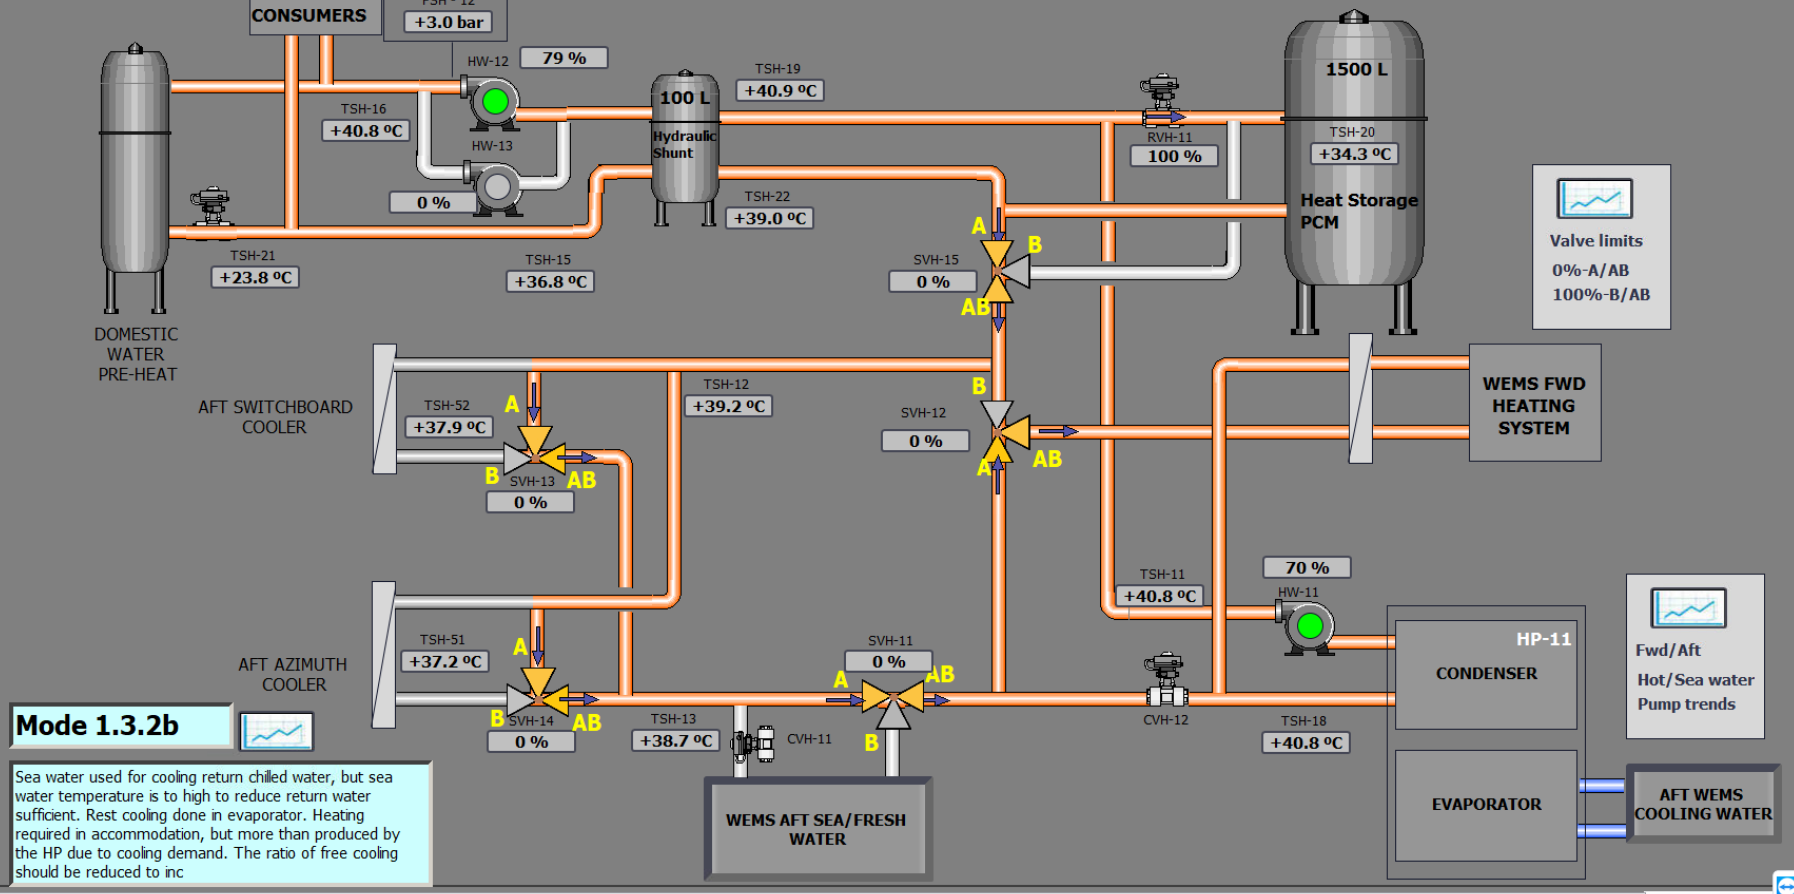 CONSUMERS
PSH - 12
+3.0 bar
HW-12
79 %
TSH-16
+40.8 ºC
HW-13
0 %
100 L
Hydraulic
Shunt
TSH-19
+40.9 ºC
RVH-11
100 %
1500 L
TSH-20
+34.3 ºC
Heat Storage
PCM
TSH-22
+39.0 ºC
TSH-21
+23.8 ºC
TSH-15
+36.8 ºC
A
B
SVH-15
0 %
AB
Valve limits
0%-A/AB
100%-B/AB
DOMESTIC
WATER
PRE-HEAT
AFT SWITCHBOARD
COOLER
TSH-52
+37.9 ºC
A
B
AB
SVH-13
0 %
TSH-12
+39.2 ºC
B
SVH-12
0 %
A
AB
WEMS FWD
HEATING
SYSTEM
TSH-11
+40.8 ºC
70 %
HW-11
HP-11
CONDENSER
EVAPORATOR
Fwd/Aft
Hot/Sea water
Pump trends
AFT AZIMUTH
COOLER
TSH-51
+37.2 ºC
A
B
AB
SVH-14
0 %
TSH-13
+38.7 ºC
CVH-11
SVH-11
0 %
A
AB
B
CVH-12
TSH-18
+40.8 ºC
WEMS AFT SEA/FRESH
WATER
AFT WEMS
COOLING WATER
Mode 1.3.2b
Sea water used for cooling return chilled water, but sea
water temperature is to high to reduce return water
sufficient. Rest cooling done in evaporator. Heating
required in accommodation, but more than produced by
the HP due to cooling demand. The ratio of free cooling
should be reduced to inc